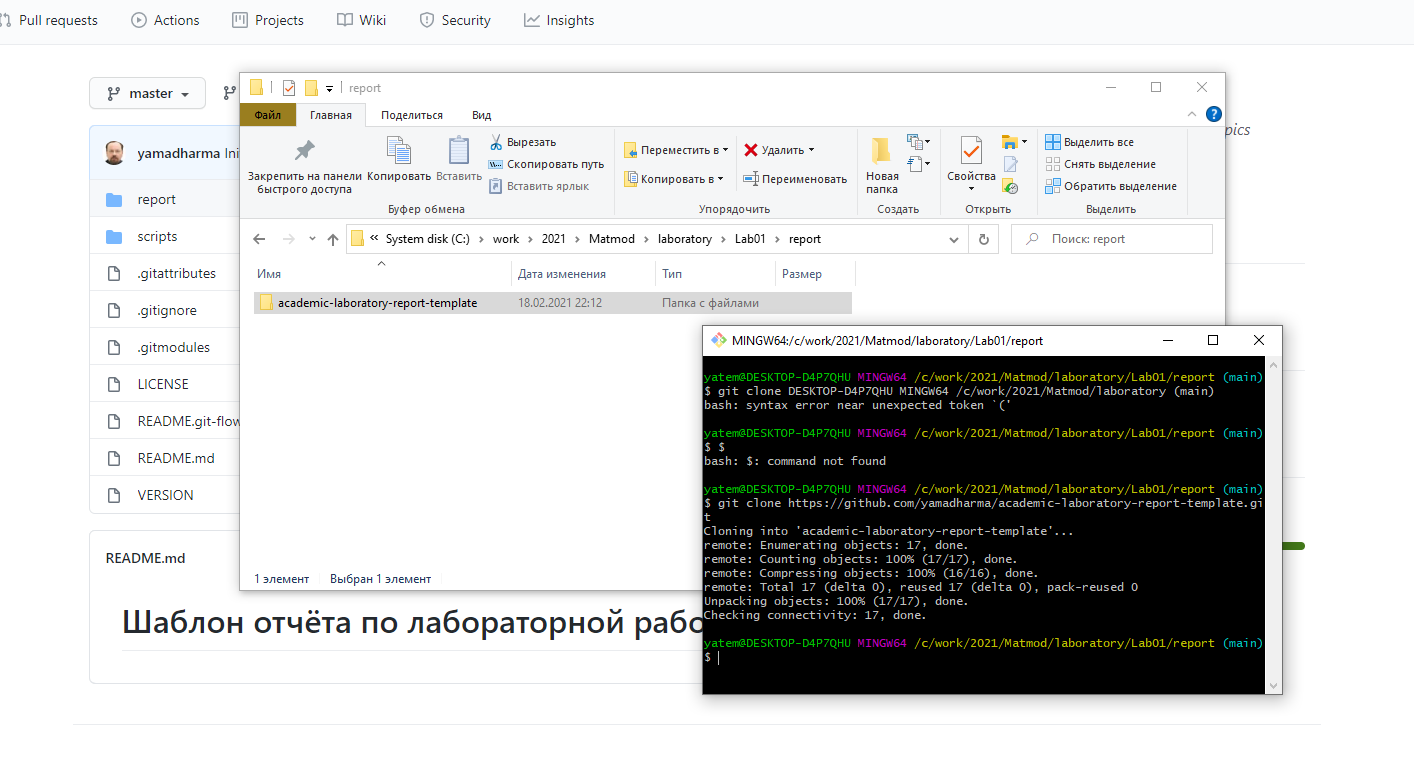 Pull requests Actions Projects Wiki Security Insights
master
yamadharma Ini
report
scripts
.gitattributes
.gitignore
.gitmodules
LICENSE
README.git-flow
README.md
VERSION
README.md
Шаблон отчёта по лабораторной рабо
pics
report
Файл Главная Поделиться Вид
Закрепить на панели быстрого доступа
Копировать
Вставить
Вырезать
Скопировать путь
Вставить ярлык
Буфер обмена
Переместить в
Копировать в
Удалить
Переименовать
Упорядочить
Новая папка
Создать
Свойства
Открыть
Выделить все
Снять выделение
Обратить выделение
Выделить
« System disk (C:) › work › 2021 › Matmod › laboratory › Lab01 › report
Поиск: report
Имя Дата изменения Тип Размер
academic-laboratory-report-template 18.02.2021 22:12 Папка с файлами
1 элемент Выбран 1 элемент
MINGW64:/c/work/2021/Matmod/laboratory/Lab01/report
yatem@DESKTOP-D4P7QHU MINGW64 /c/work/2021/Matmod/laboratory/Lab01/report (main)
$ git clone DESKTOP-D4P7QHU MINGW64 /c/work/2021/Matmod/laboratory (main)
bash: syntax error near unexpected token `('
yatem@DESKTOP-D4P7QHU MINGW64 /c/work/2021/Matmod/laboratory/Lab01/report (main)
$ $
bash: $: command not found
yatem@DESKTOP-D4P7QHU MINGW64 /c/work/2021/Matmod/laboratory/Lab01/report (main)
$ git clone https://github.com/yamadharma/academic-laboratory-report-template.gi
t
Cloning into 'academic-laboratory-report-template'...
remote: Enumerating objects: 17, done.
remote: Counting objects: 100% (17/17), done.
remote: Compressing objects: 100% (16/16), done.
remote: Total 17 (delta 0), reused 17 (delta 0), pack-reused 0
Unpacking objects: 100% (17/17), done.
Checking connectivity: 17, done.
yatem@DESKTOP-D4P7QHU MINGW64 /c/work/2021/Matmod/laboratory/Lab01/report (main)
$